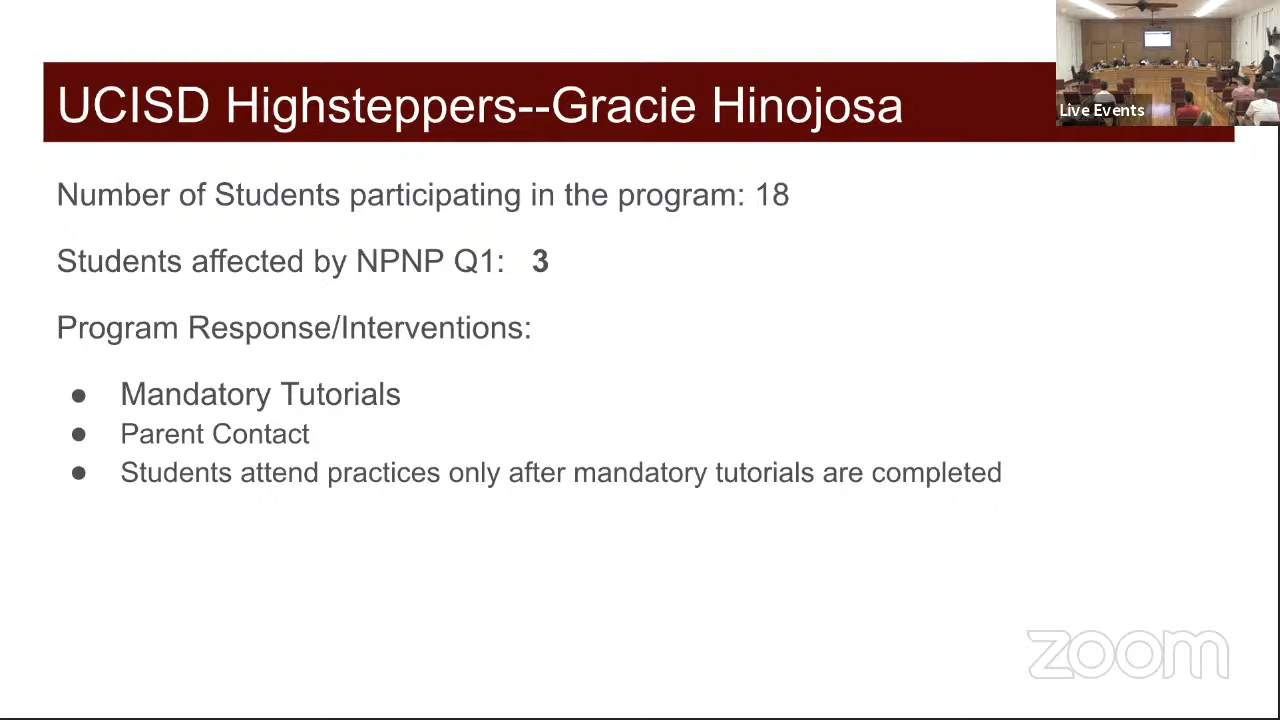 UCISD Highsteppers--Gracie Hinojosa
Live Events
Number of Students participating in the program: 18
Students affected by NPNP Q1: 3
Program Response/Interventions:
● Mandatory Tutorials
● Parent Contact
● Students attend practices only after mandatory tutorials are completed
zoom